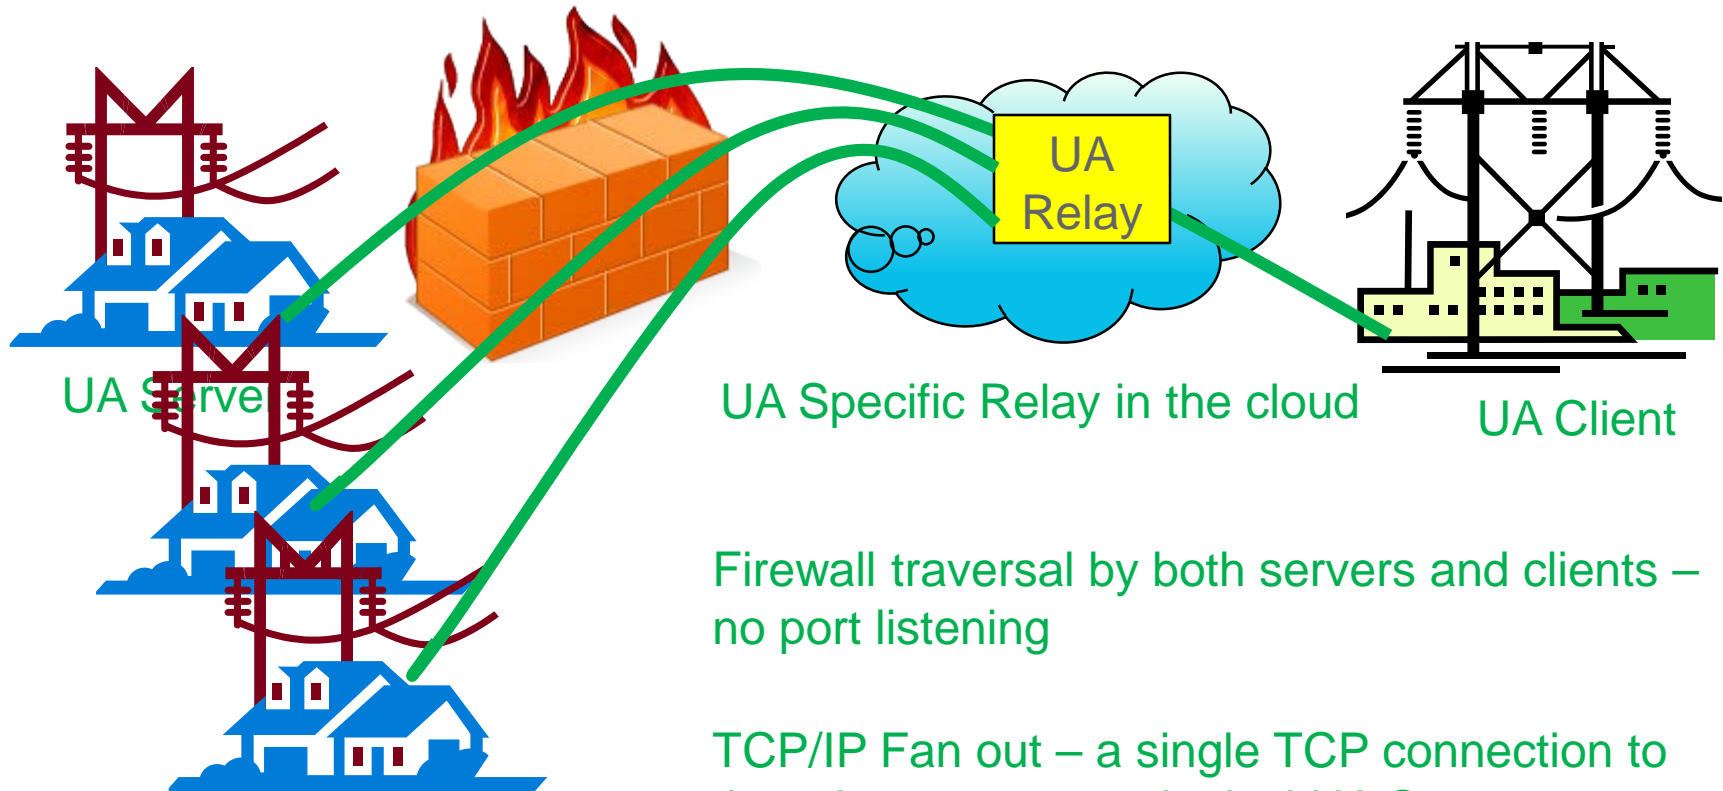 UA
Relay
UA Server
UA Specific Relay in the cloud
UA Client
Firewall traversal by both servers and clients –
no port listening
TCP/IP Fan out – a single TCP connection to